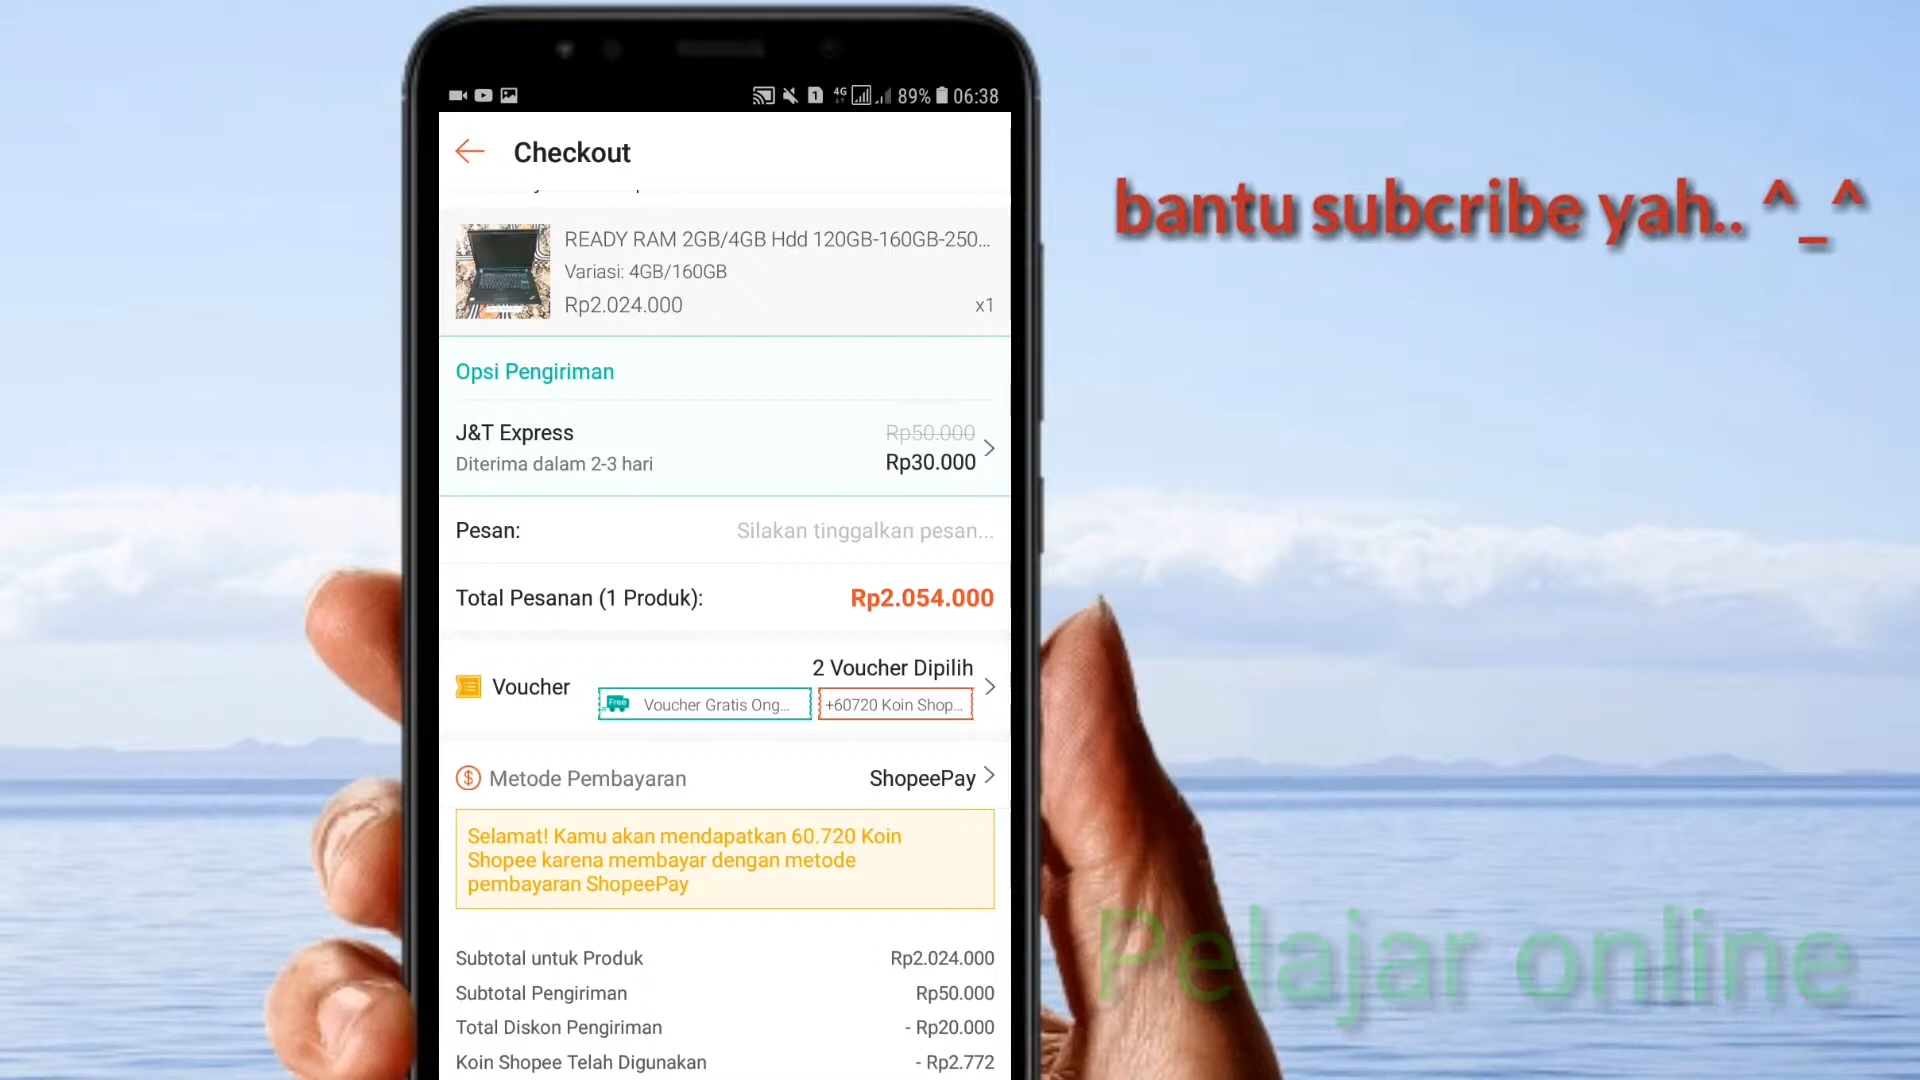 4G 89% 06:38
Checkout
READY RAM 2GB/4GB Hdd 120GB-160GB-250...
Variasi: 4GB/160GB
Rp2.024.000 x1
Opsi Pengiriman
J&T Express Rp50.000
Diterima dalam 2-3 hari Rp30.000
Pesan: Silakan tinggalkan pesan...
Total Pesanan (1 Produk): Rp2.054.000
2 Voucher Dipilih
Voucher
Free Voucher Gratis Ong... +60720 Koin Shop...
Metode Pembayaran ShopeePay
Selamat! Kamu akan mendapatkan 60.720 Koin
Shopee karena membayar dengan metode
pembayaran ShopeePay
Subtotal untuk Produk Rp2.024.000
Subtotal Pengiriman Rp50.000
Total Diskon Pengiriman - Rp20.000
Koin Shopee Telah Digunakan - Rp2.772
bantu subcribe yah.. ^_^
Pelajar online